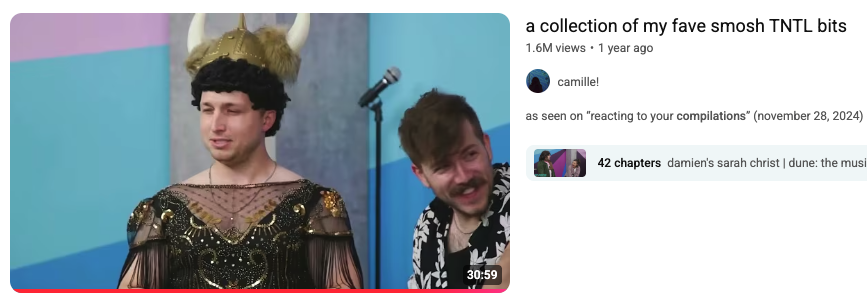 a collection of my fave smosh TNTL bits
1.6M views • 1 year ago
camille!
as seen on "reacting to your compilations" (november 28, 2024)
42 chapters damien's sarah christ | dune: the musi
30:59